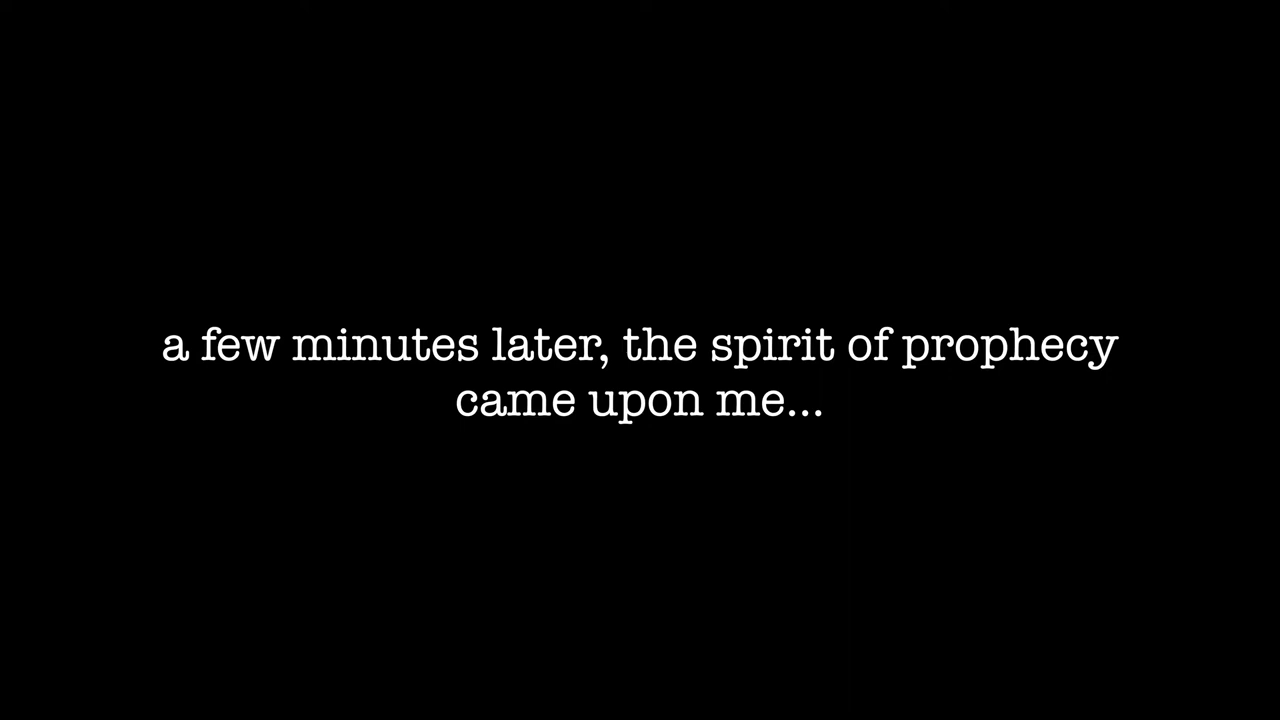 a few minutes later, the spirit of prophecy
came upon me...